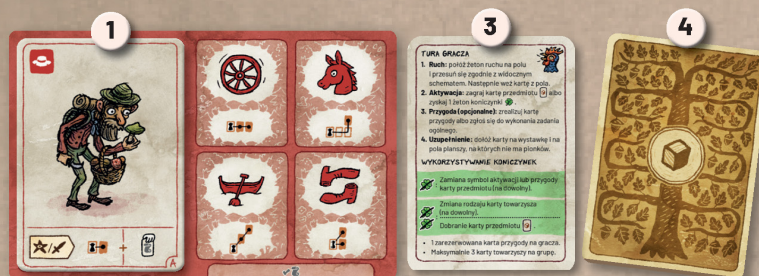 1
3
4
A
TURA GRACZA
1. Ruch: połóż żeton ruchu na polu
i przesuń się zgodnie z widocznym
schematem. Następnie weź kartę z pola.
2. Aktywacja: zagraj kartę przedmiotu albo
zyskaj 1 żeton koniczynki.
3. Przygoda (opcjonalne): zrealizuj kartę
przygody albo zgłoś się do wykonania zadania
ogólnego.
4. Uzupełnienie: dołóż karty na wystawkę i na
pola planszy, na których nie ma pionków.
WYKORZYSTYWANIE KONICZYNEK
: Zamiana symbol aktywacji lub przygody
karty przedmiotu (na dowolny).
Zmiana rodzaju karty towarzysza
(na dowolny).
Dobranie karty przedmiotu .
• 1 zarezerwowana karta przygody na gracza.
• Maksymalnie 3 karty towarzyszy na grupę.